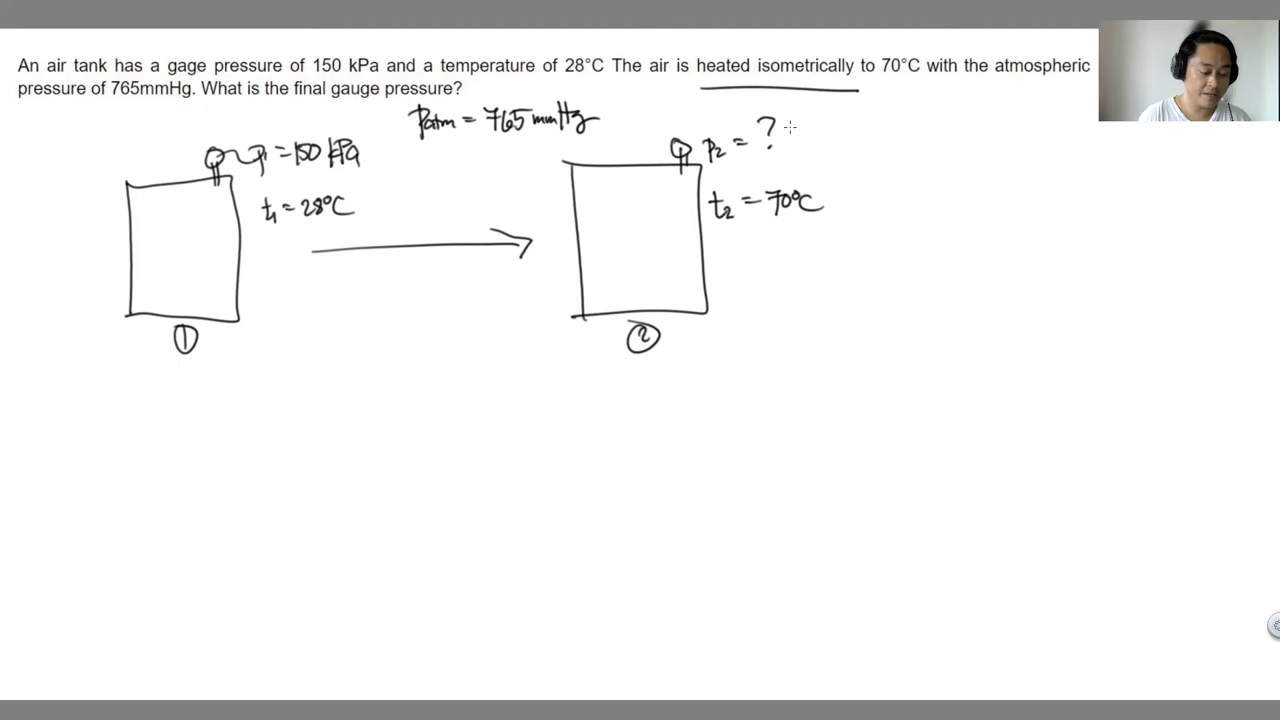 An air tank has a gage pressure of 150 kPa and a temperature of 28°C The air is heated isometrically to 70°C with the atmospheric
pressure of 765mmHg. What is the final gauge pressure?
Patm = 765 mmHg
P1 = 150 kPa
t1 = 28°C
P2 = ?
t2 = 70°C
1
2